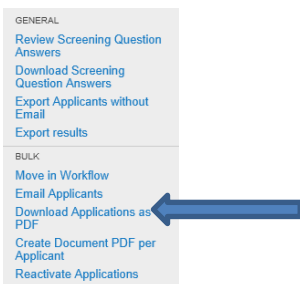 GENERAL
Review Screening Question
Answers
Download Screening
Question Answers
Export Applicants without
Email
Export results
BULK
Move in Workflow
Email Applicants
Download Applications as
PDF
Create Document PDF per
Applicant
Reactivate Applications